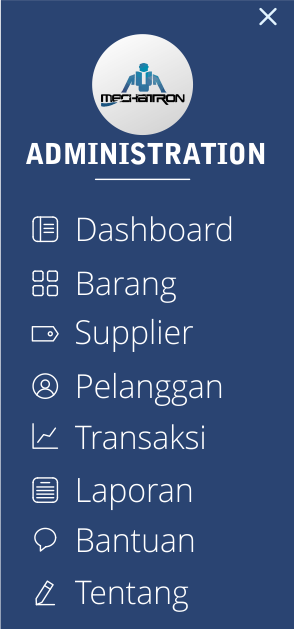 MECHATRON
ADMINISTRATION
Dashboard
Barang
Supplier
Pelanggan
Transaksi
Laporan
Bantuan
Tentang